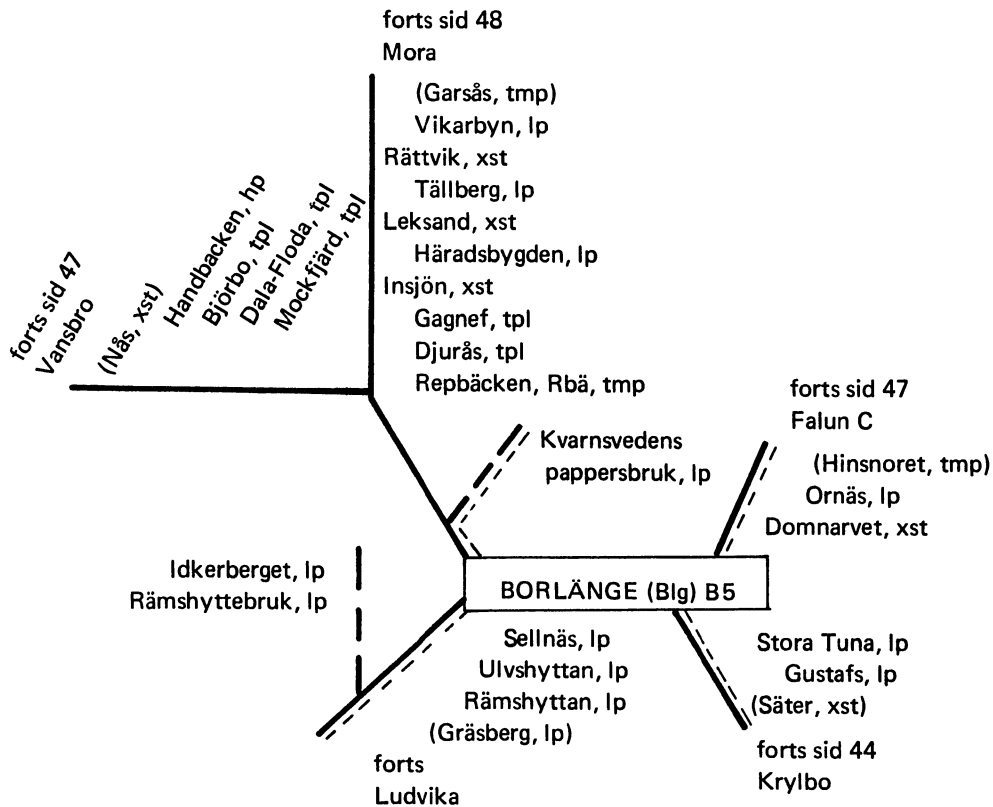 forts sid 48
Mora
(Garsås, tmp)
Vikarbyn, lp
Rättvik, xst
Tällberg, lp
Leksand, xst
Häradsbygden, lp
Insjön, xst
Gagnef, tpl
Djurås, tpl
Repbäcken, Rbä, tmp
forts sid 47
Vansbro
(Nås, xst)
Handbacken, hp
Björbo, tpl
Dala-Floda, tpl
Mockfjärd, tpl
Kvarnsvedens
pappersbruk, lp
forts sid 47
Falun C
(Hinsnoret, tmp)
Ornäs, lp
Domnarvet, xst
Idkerberget, lp
Rämshyttebruk, lp
BORLÄNGE (Blg) B5
Sellnäs, lp
Ulvshyttan, lp
Rämshyttan, lp
(Gräsberg, lp)
forts
Ludvika
Stora Tuna, lp
Gustafs, lp
(Säter, xst)
forts sid 44
Krylbo